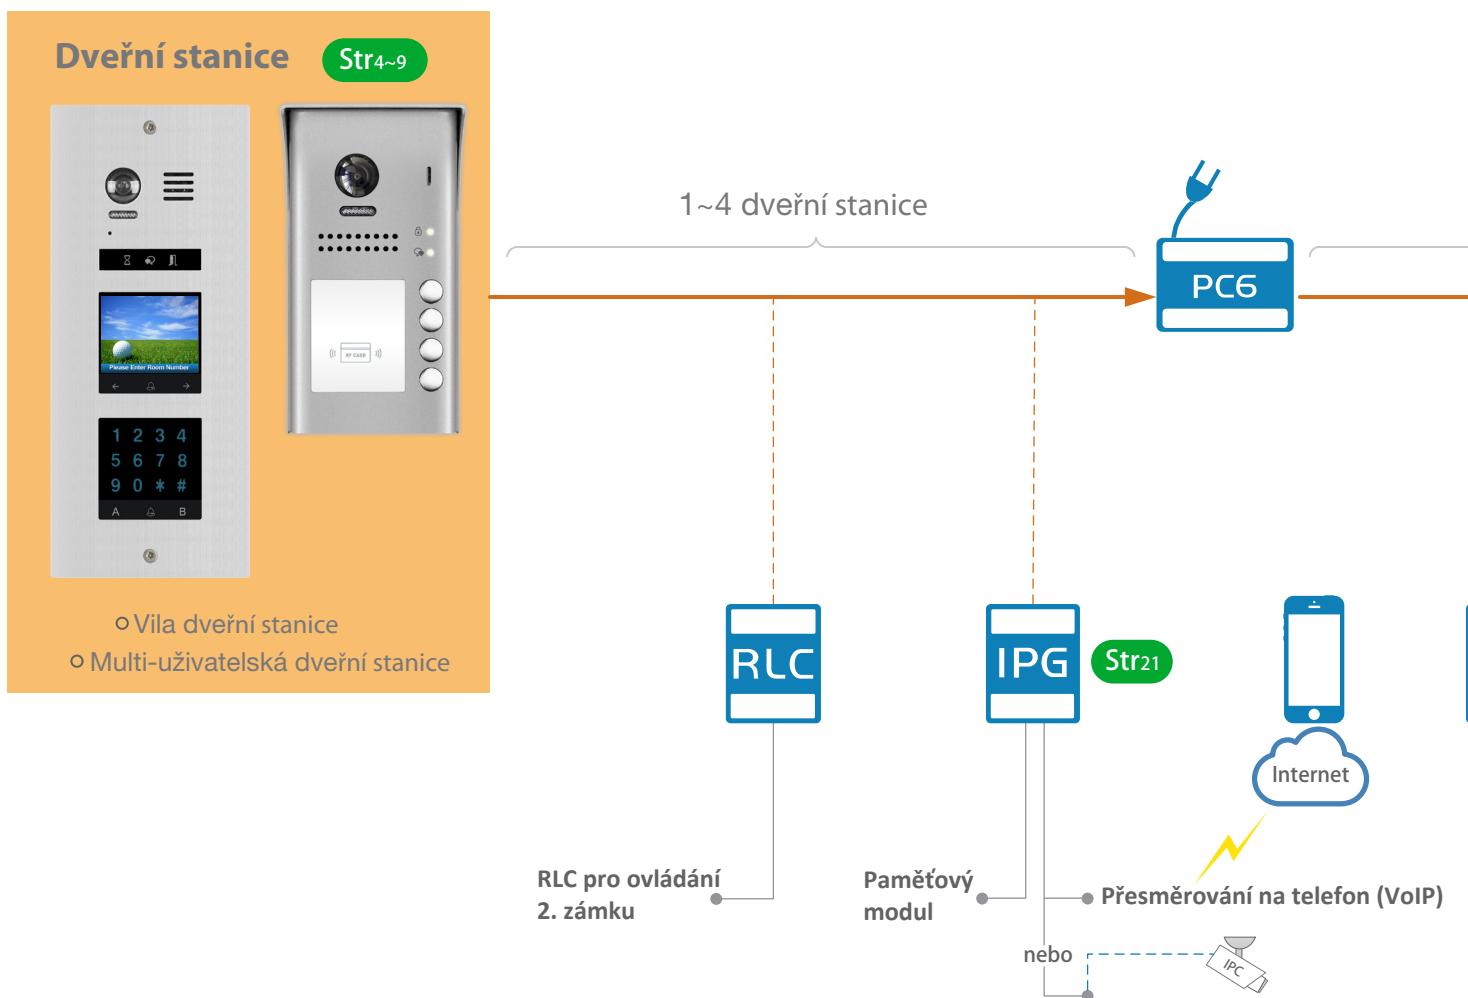 Dveřní stanice
Str4~9
Please Enter Room Number
1 2 3 4
5 6 7 8
9 0 * #
A B
RF CARD
Vila dveřní stanice
Multi-uživatelská dveřní stanice
1~4 dveřní stanice
PC6
RLC
IPG
Str21
Internet
RLC pro ovládání
2. zámku
Paměťový
modul
Přesměrování na telefon (VoIP)
nebo
IPC